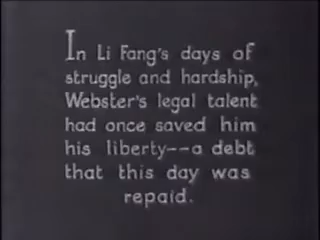 In Li Fang's days of
struggle and hardship,
Webster's legal talent
had once saved him
his liberty--a debt
that this day was
repaid.